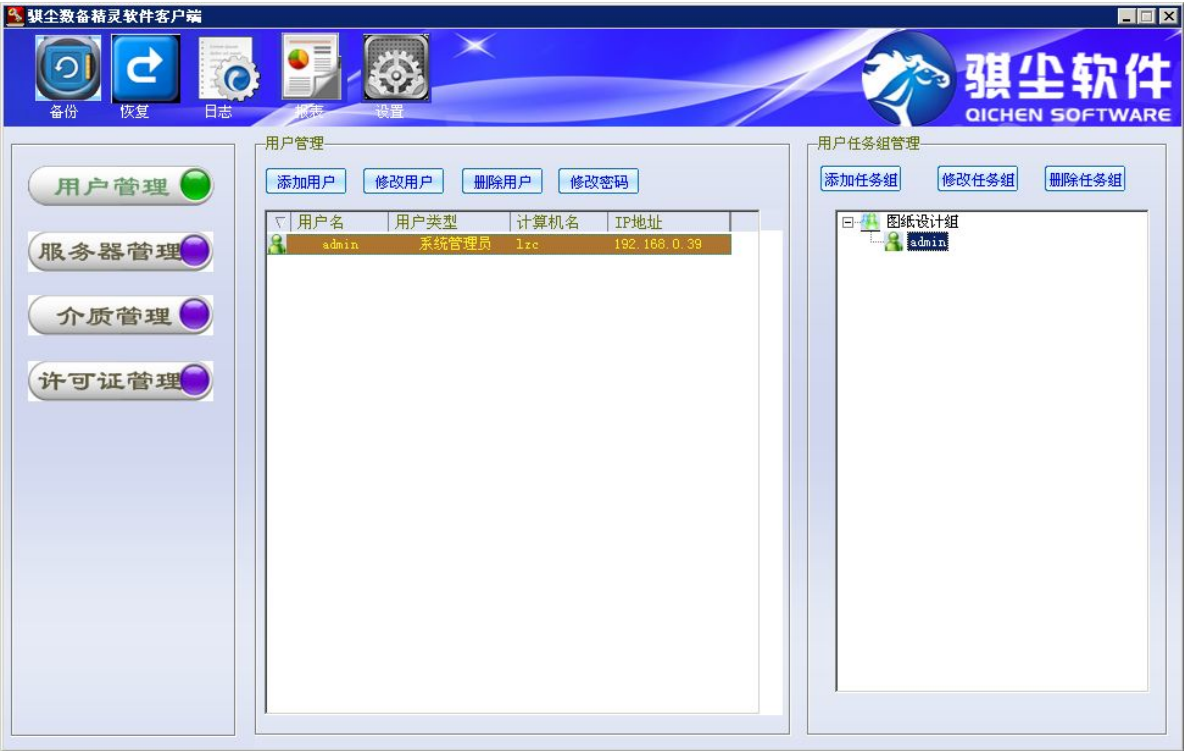 骐尘数备精灵软件客户端
备份 恢复 日志 报表 设置
骐尘软件
QICHEN SOFTWARE
用户管理
服务器管理
介质管理
许可证管理
用户管理
添加用户 修改用户 删除用户 修改密码
用户名 用户类型 计算机名 IP地址
admin 系统管理员 lzc 192.168.0.39
用户任务组管理
添加任务组 修改任务组 删除任务组
图纸设计组
admin